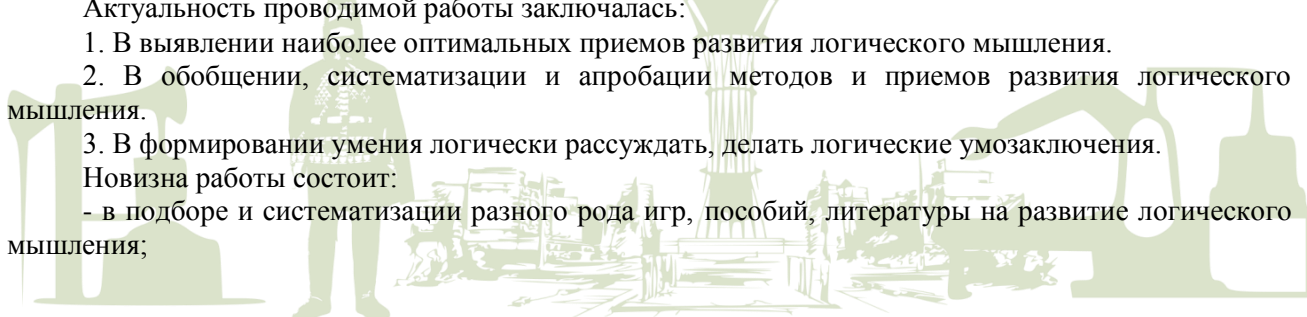 Актуальность проводимой работы заключалась:
1. В выявлении наиболее оптимальных приемов развития логического мышления.
2. В обобщении, систематизации и апробации методов и приемов развития логического
мышления.
3. В формировании умения логически рассуждать, делать логические умозаключения.
Новизна работы состоит:
- в подборе и систематизации разного рода игр, пособий, литературы на развитие логического
мышления;